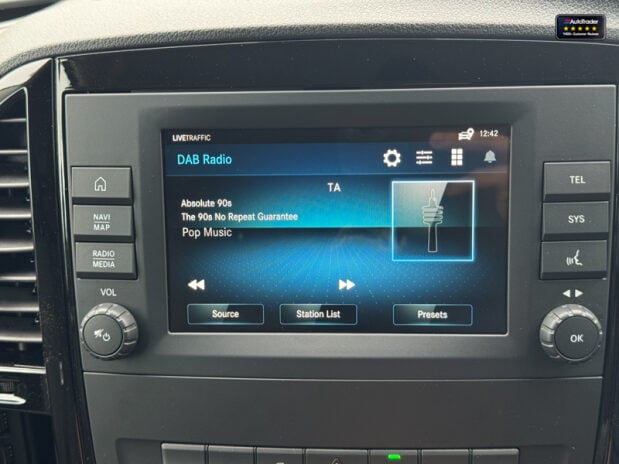 AutoTrader
LIVETRAFFIC
12:42
DAB Radio
TA
Absolute 90s
The 90s No Repeat Guarantee
Pop Music
Source
Station List
Presets
NAVI
MAP
RADIO
MEDIA
VOL
TEL
SYS
OK